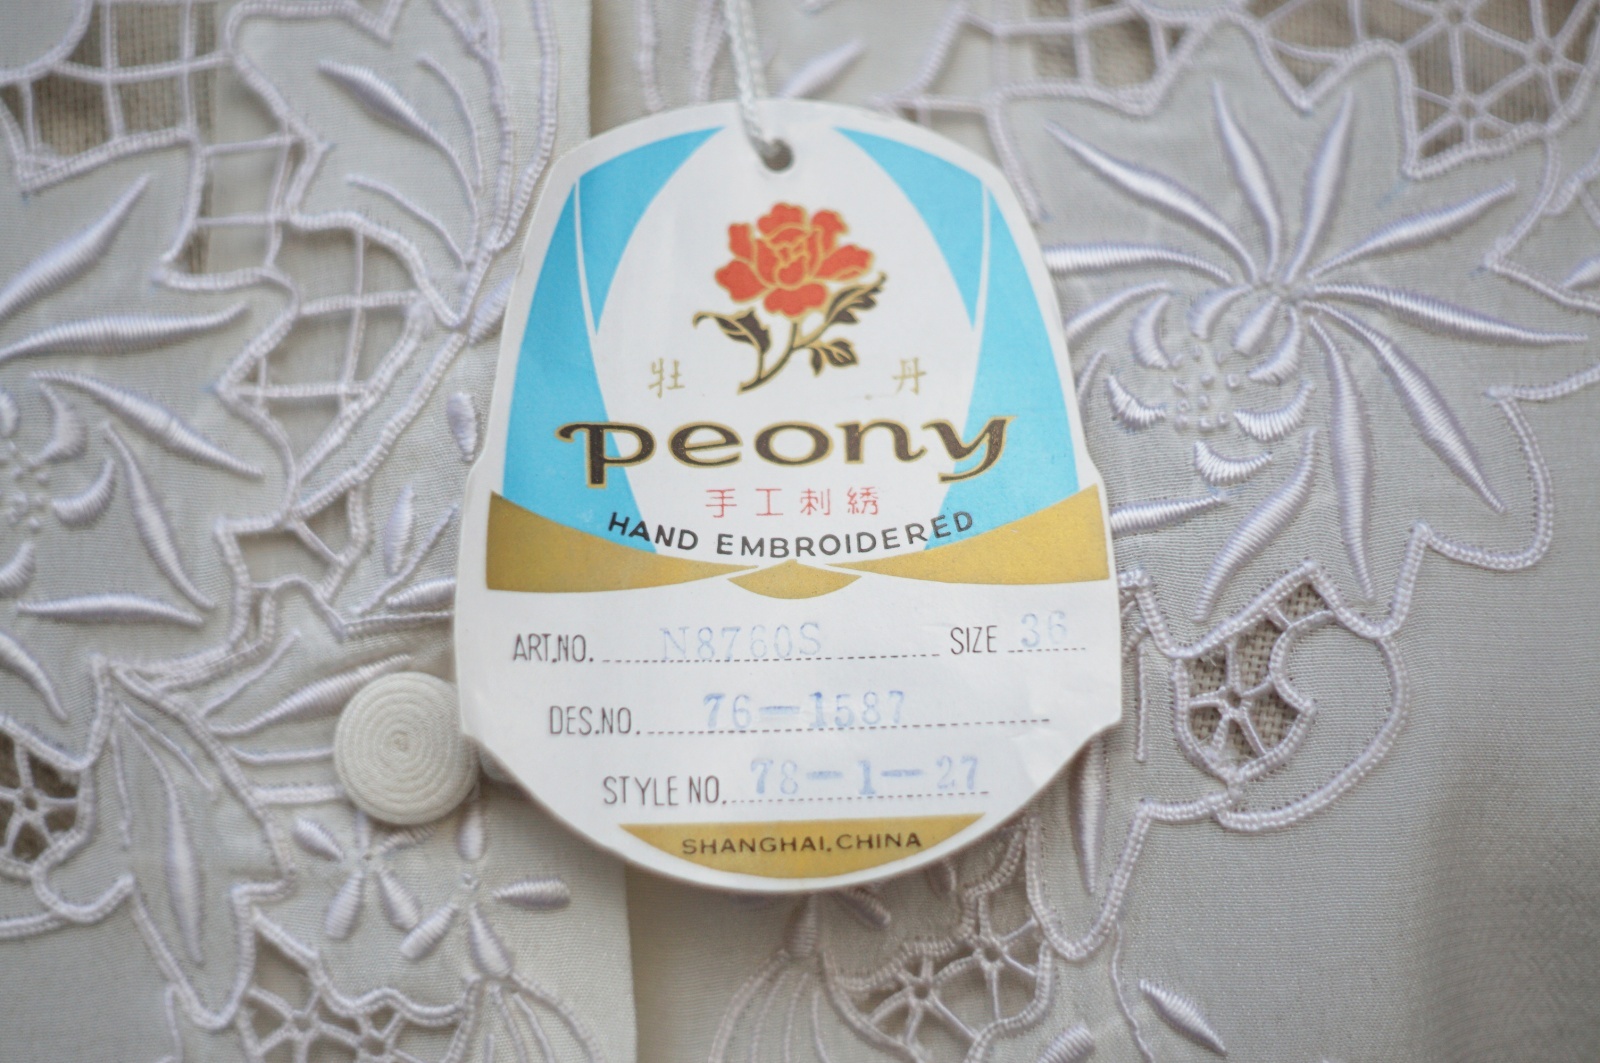 牡 丹
peony
手工刺綉
HAND EMBROIDERED
ART.NO. N8760S SIZE 36
DES.NO. 76-1587
STYLE NO. 78-1-27
SHANGHAI, CHINA